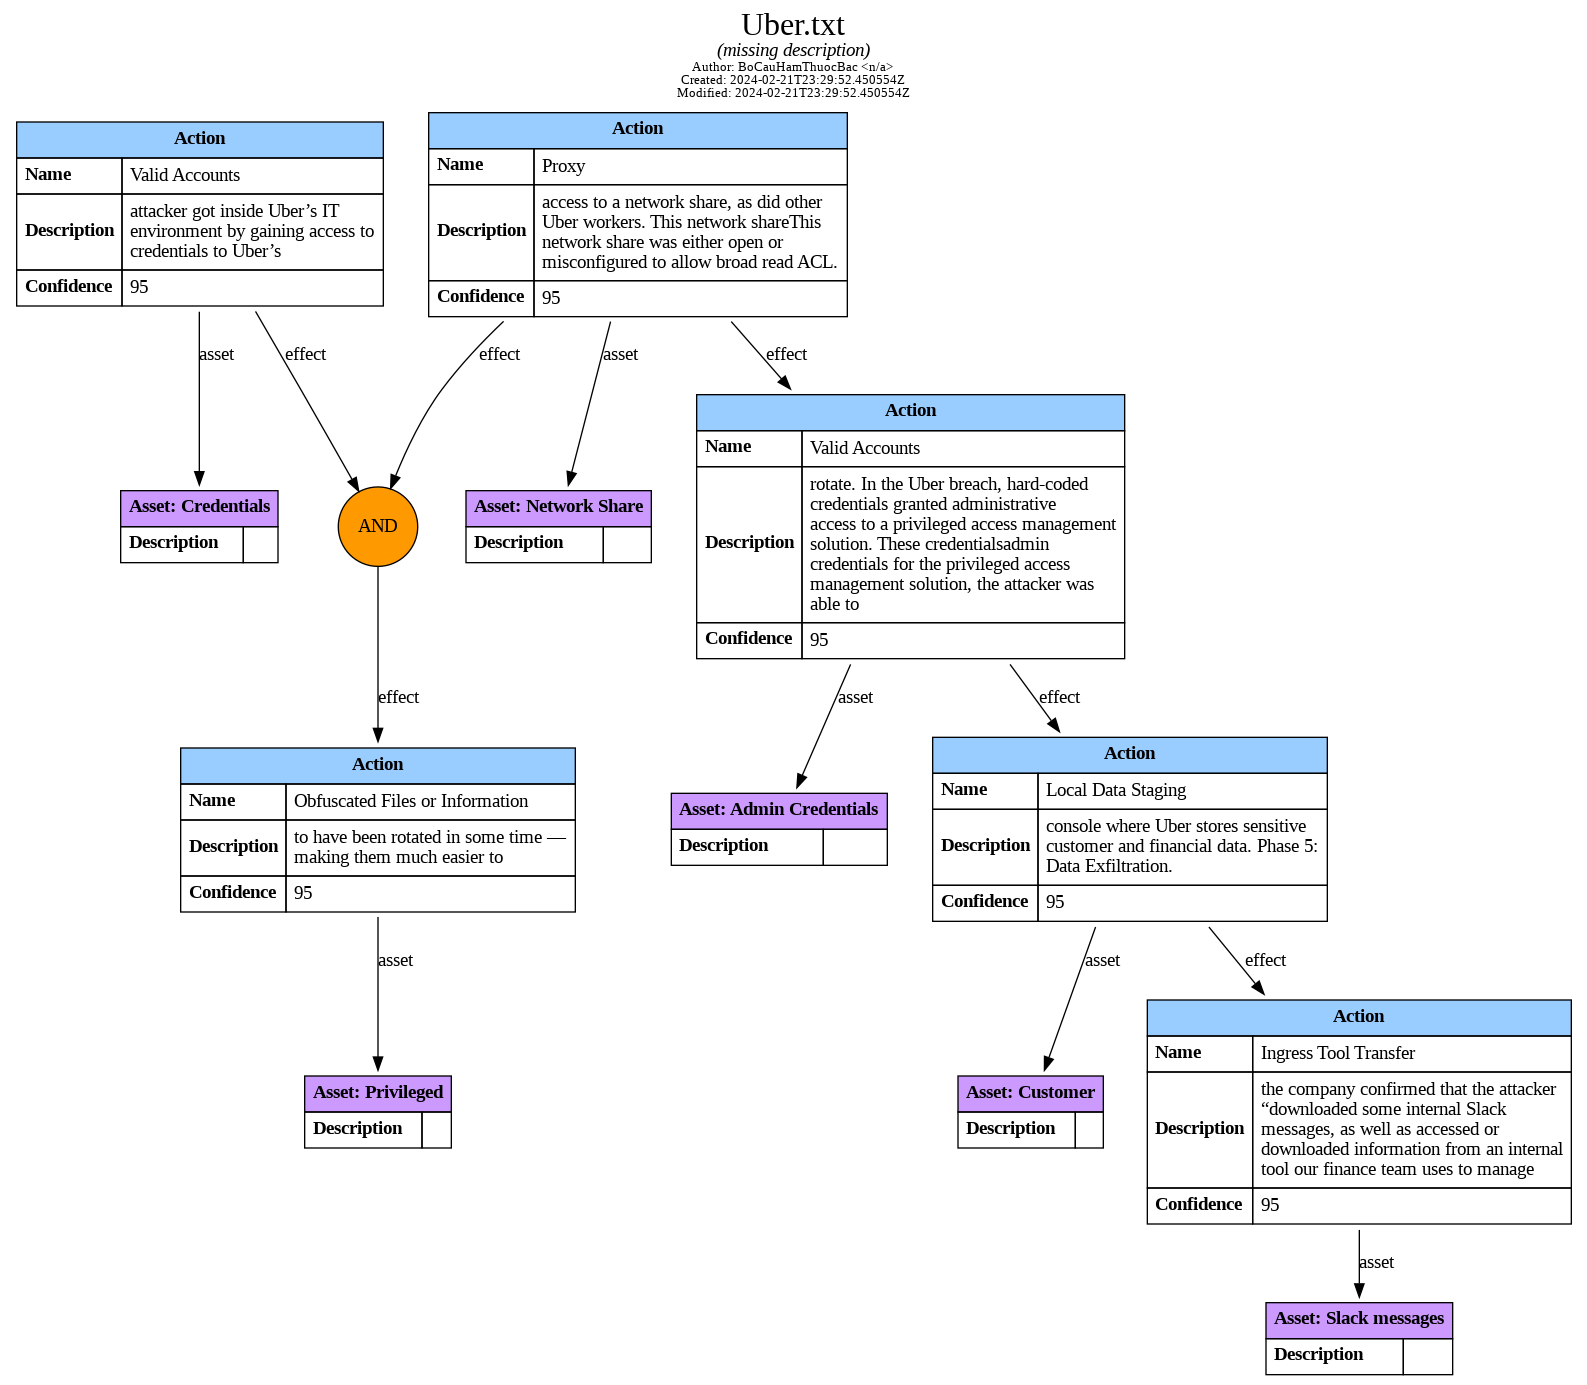 Uber.txt
(missing description)
Author: BoCauHamThuocBac <n/a>
Created: 2024-02-21T23:29:52.450554Z
Modified: 2024-02-21T23:29:52.450554Z
Action
Name
Valid Accounts
Description
attacker got inside Uber’s IT
environment by gaining access to
credentials to Uber’s
Confidence
95
Action
Name
Proxy
Description
access to a network share, as did other
Uber workers. This network shareThis
network share was either open or
misconfigured to allow broad read ACL.
Confidence
95
asset
effect
effect
asset
effect
Action
Name
Valid Accounts
Description
rotate. In the Uber breach, hard-coded
credentials granted administrative
access to a privileged access management
solution. These credentialsadmin
credentials for the privileged access
management solution, the attacker was
able to
Confidence
95
Asset: Credentials
Description
AND
Asset: Network Share
Description
effect
asset
effect
Action
Name
Obfuscated Files or Information
Description
to have been rotated in some time —
making them much easier to
Confidence
95
Asset: Admin Credentials
Description
Action
Name
Local Data Staging
Description
console where Uber stores sensitive
customer and financial data. Phase 5:
Data Exfiltration.
Confidence
95
asset
asset
effect
Asset: Privileged
Description
Asset: Customer
Description
Action
Name
Ingress Tool Transfer
Description
the company confirmed that the attacker
“downloaded some internal Slack
messages, as well as accessed or
downloaded information from an internal
tool our finance team uses to manage
Confidence
95
asset
Asset: Slack messages
Description